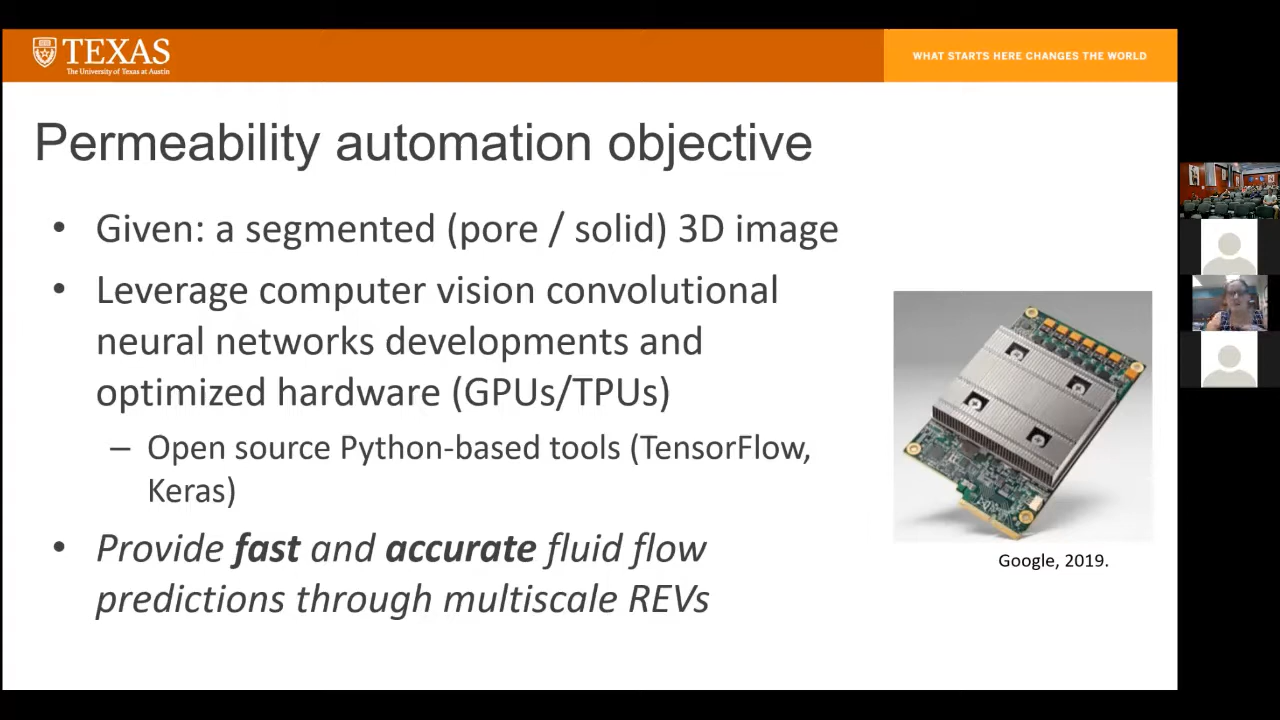 TEXAS
The University of Texas at Austin
WHAT STARTS HERE CHANGES THE WORLD
Permeability automation objective
• Given: a segmented (pore / solid) 3D image
• Leverage computer vision convolutional
neural networks developments and
optimized hardware (GPUs/TPUs)
– Open source Python-based tools (TensorFlow,
Keras)
• Provide fast and accurate fluid flow
predictions through multiscale REVs
Google, 2019.